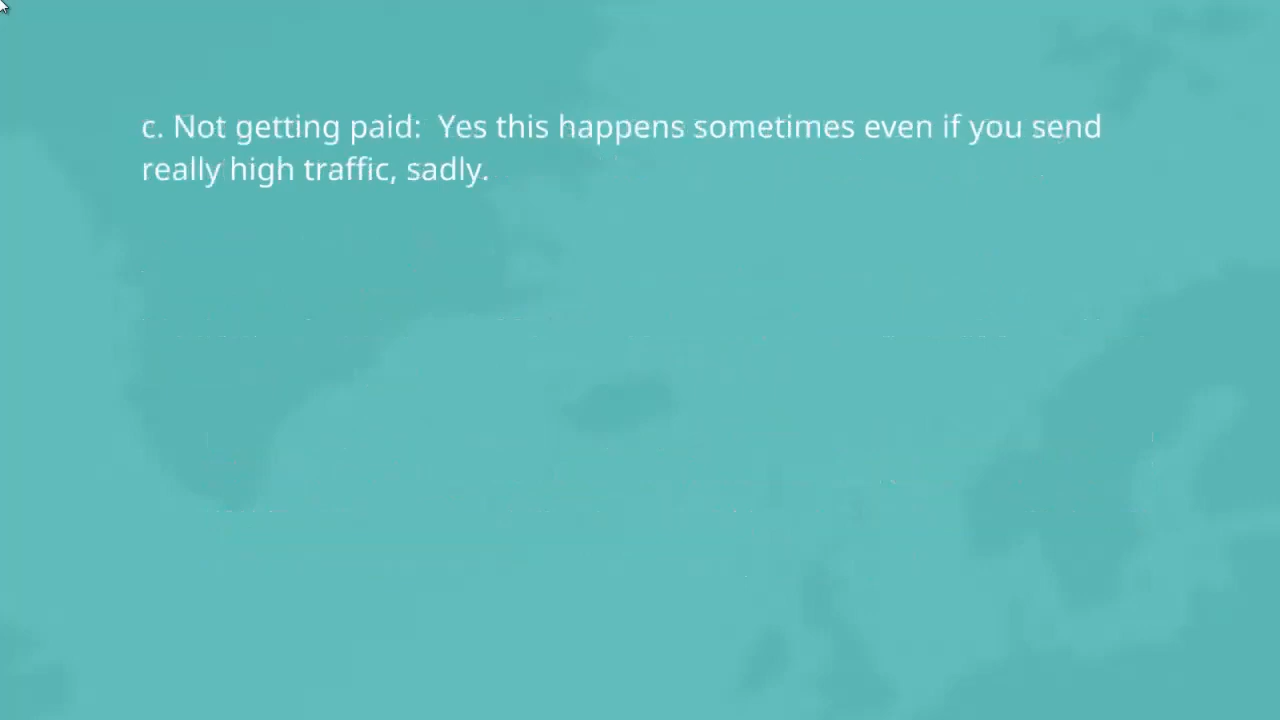 c. Not getting paid:  Yes this happens sometimes even if you send
really high traffic, sadly.